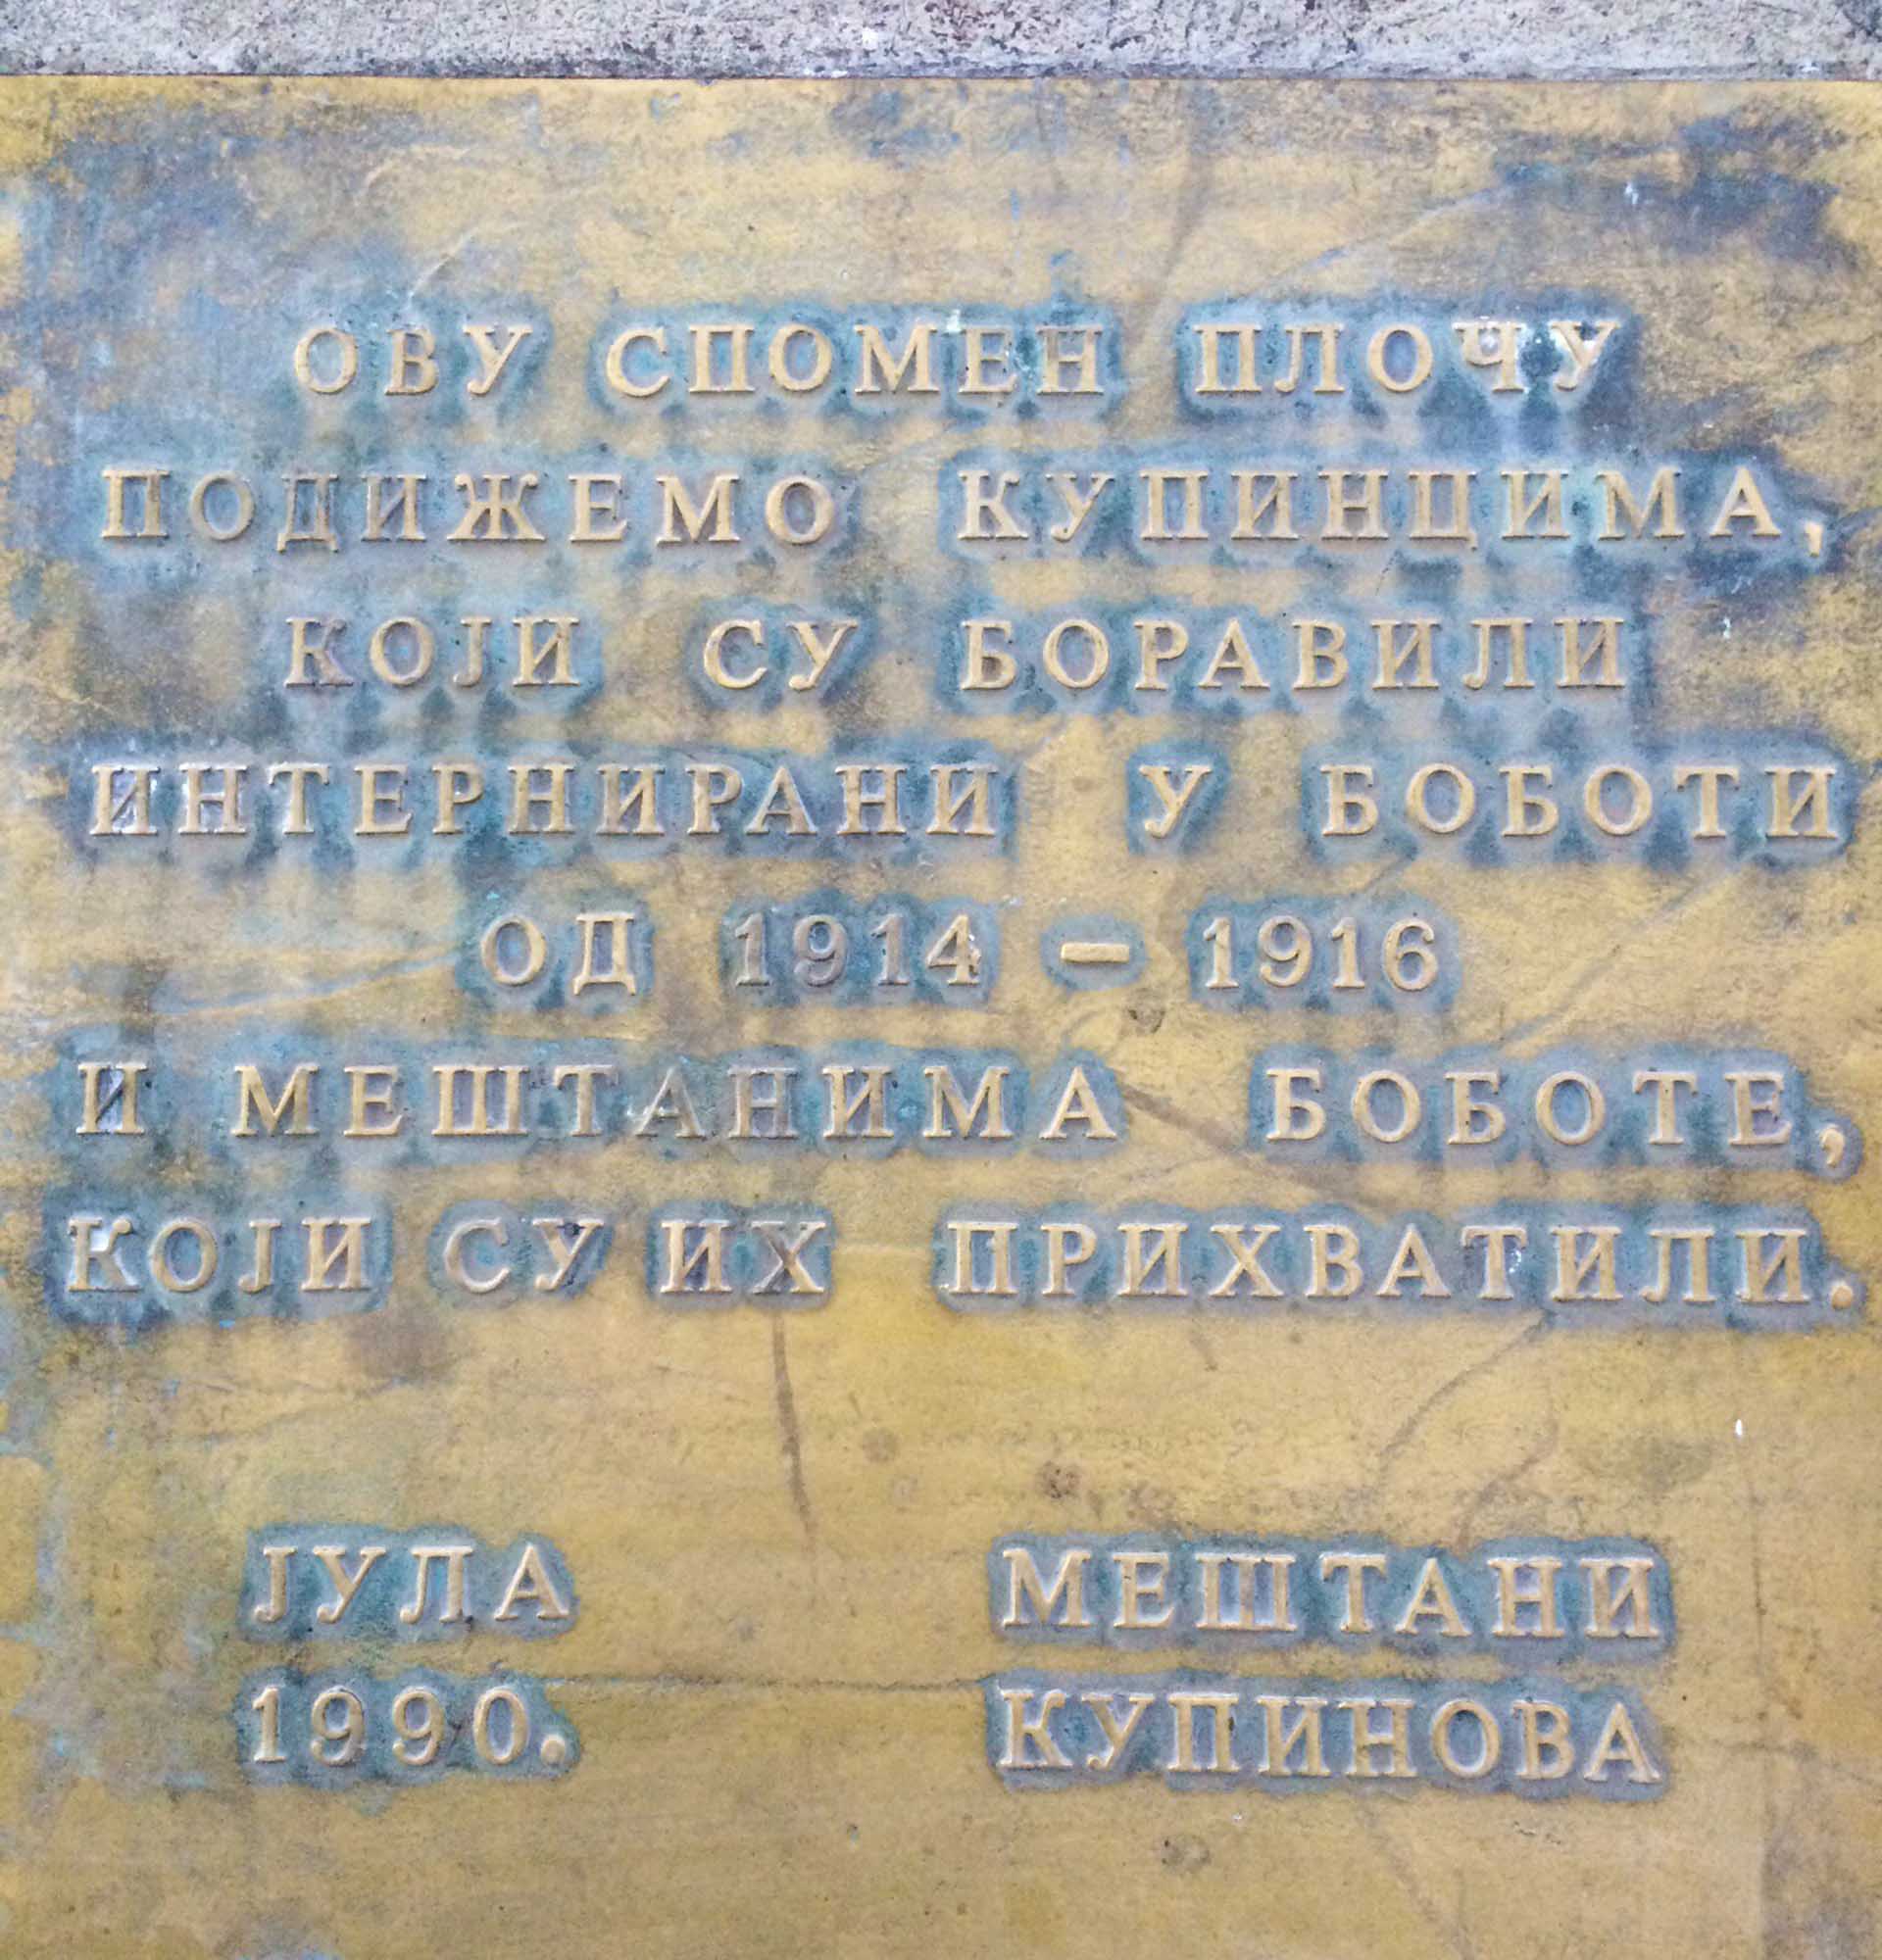 ОВУ СПОМЕН ПЛОЧУ
ПОДИЖЕМО КУПИНЦИМА,
КОЈИ СУ БОРАВИЛИ
ИНТЕРНИРАНИ У БОБОТИ
ОД 1914 – 1916
И МЕШТАНИМА БОБОТЕ,
КОЈИ СУ ИХ ПРИХВАТИЛИ.
ЈУЛА МЕШТАНИ
1990. КУПИНОВА